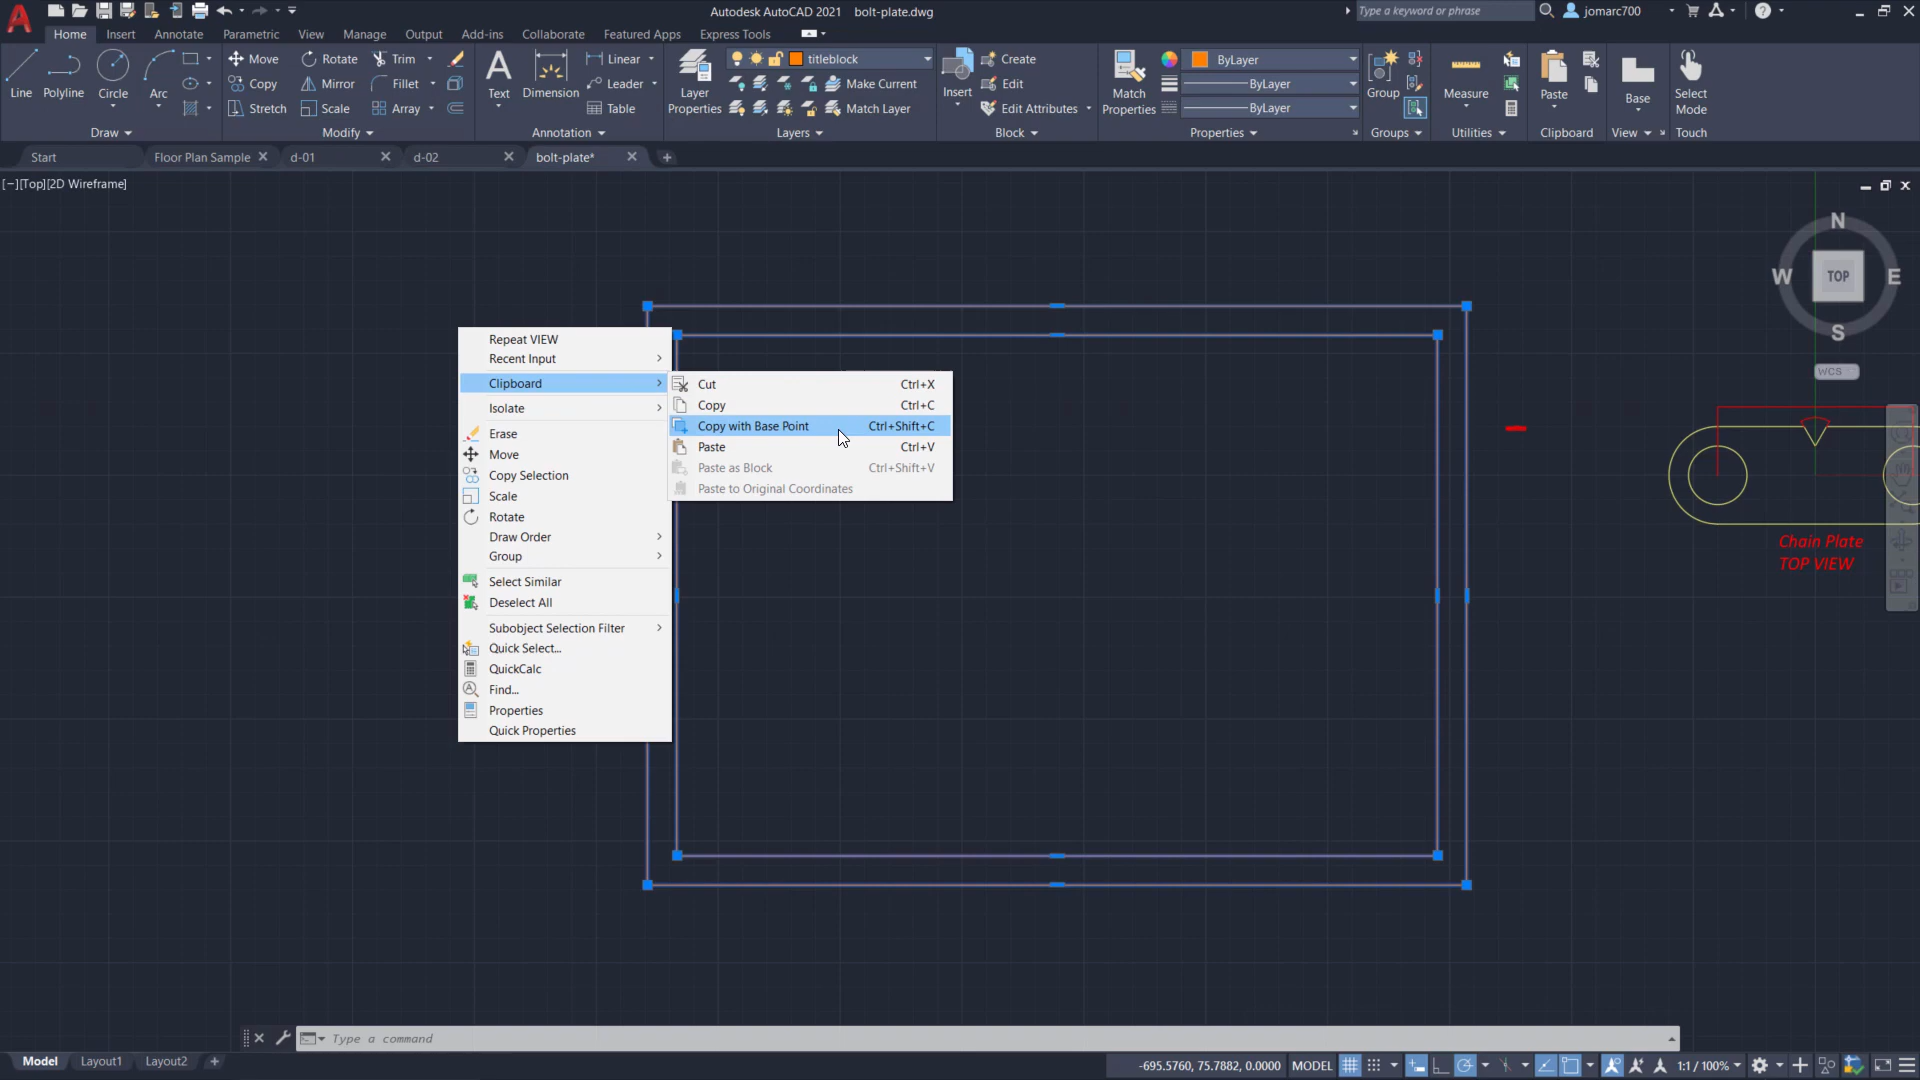 Autodesk AutoCAD 2021 bolt-plate.dwg
Type a keyword or phrase
jomarc700
Home Insert Annotate Parametric View Manage Output Add-ins Collaborate Featured Apps Express Tools
Line
Polyline
Circle
Arc
Draw
Move
Copy
Stretch
Rotate
Mirror
Scale
Trim
Fillet
Array
Modify
Text
Dimension
Linear
Leader
Table
Annotation
Layer
Properties
titleblock
Make Current
Match Layer
Layers
Insert
Create
Edit
Edit Attributes
Block
Match
Properties
ByLayer
ByLayer
ByLayer
Properties
Group
Groups
Measure
Utilities
Paste
Clipboard
Base
View
Select
Mode
Touch
Start
Floor Plan Sample
d-01
d-02
bolt-plate*
[−][Top][2D Wireframe]
N
W
TOP
E
S
WCS
Repeat VIEW
Recent Input
Clipboard
Isolate
Erase
Move
Copy Selection
Scale
Rotate
Draw Order
Group
Select Similar
Deselect All
Subobject Selection Filter
Quick Select...
QuickCalc
Find...
Properties
Quick Properties
Cut Ctrl+X
Copy Ctrl+C
Copy with Base Point Ctrl+Shift+C
Paste Ctrl+V
Paste as Block Ctrl+Shift+V
Paste to Original Coordinates
Chain Plate
TOP VIEW
Type a command
Model
Layout1
Layout2
-695.5760, 75.7882, 0.0000
MODEL
1:1 / 100%